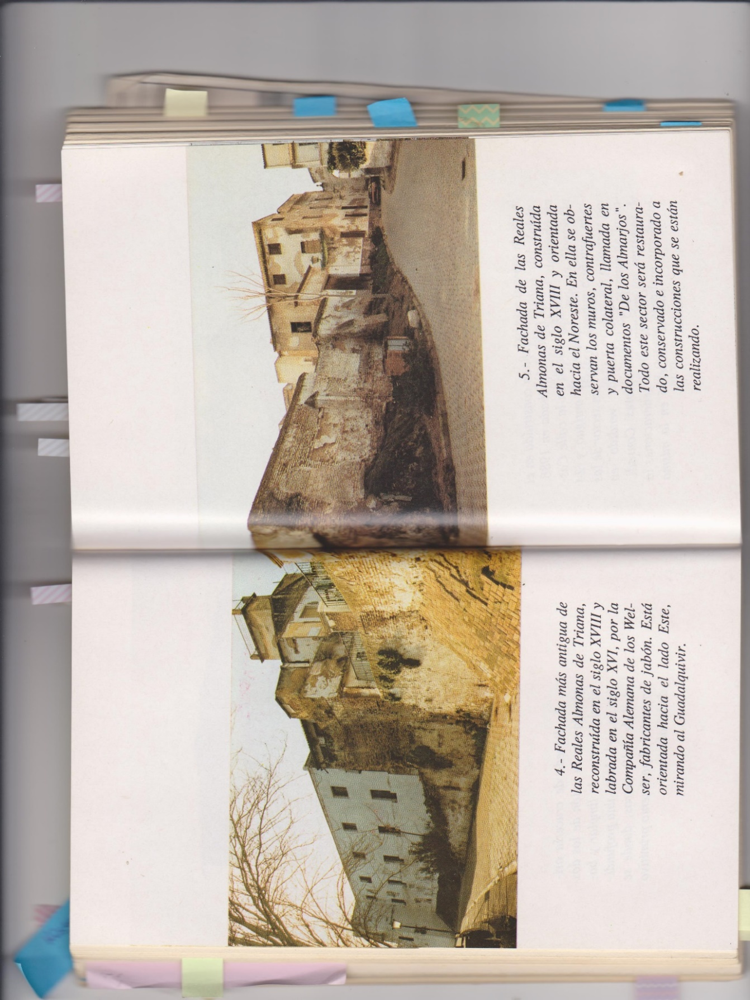 4.- Fachada más antigua de
las Reales Almonas de Triana,
reconstruída en el siglo XVIII y
labrada en el siglo XVI, por la
Compañía Alemana de los Wel-
ser, fabricantes de jabón. Está
orientada hacia el lado Este,
mirando al Guadalquivir.
5.- Fachada de las Reales
Almonas de Triana, construída
en el siglo XVIII y orientada
hacia el Noreste. En ella se ob-
servan los muros, contrafuertes
y puerta colateral, llamada en
documentos "De los Almarjos".
Todo este sector será restaura-
do, conservado e incorporado a
las construcciones que se están
realizando.